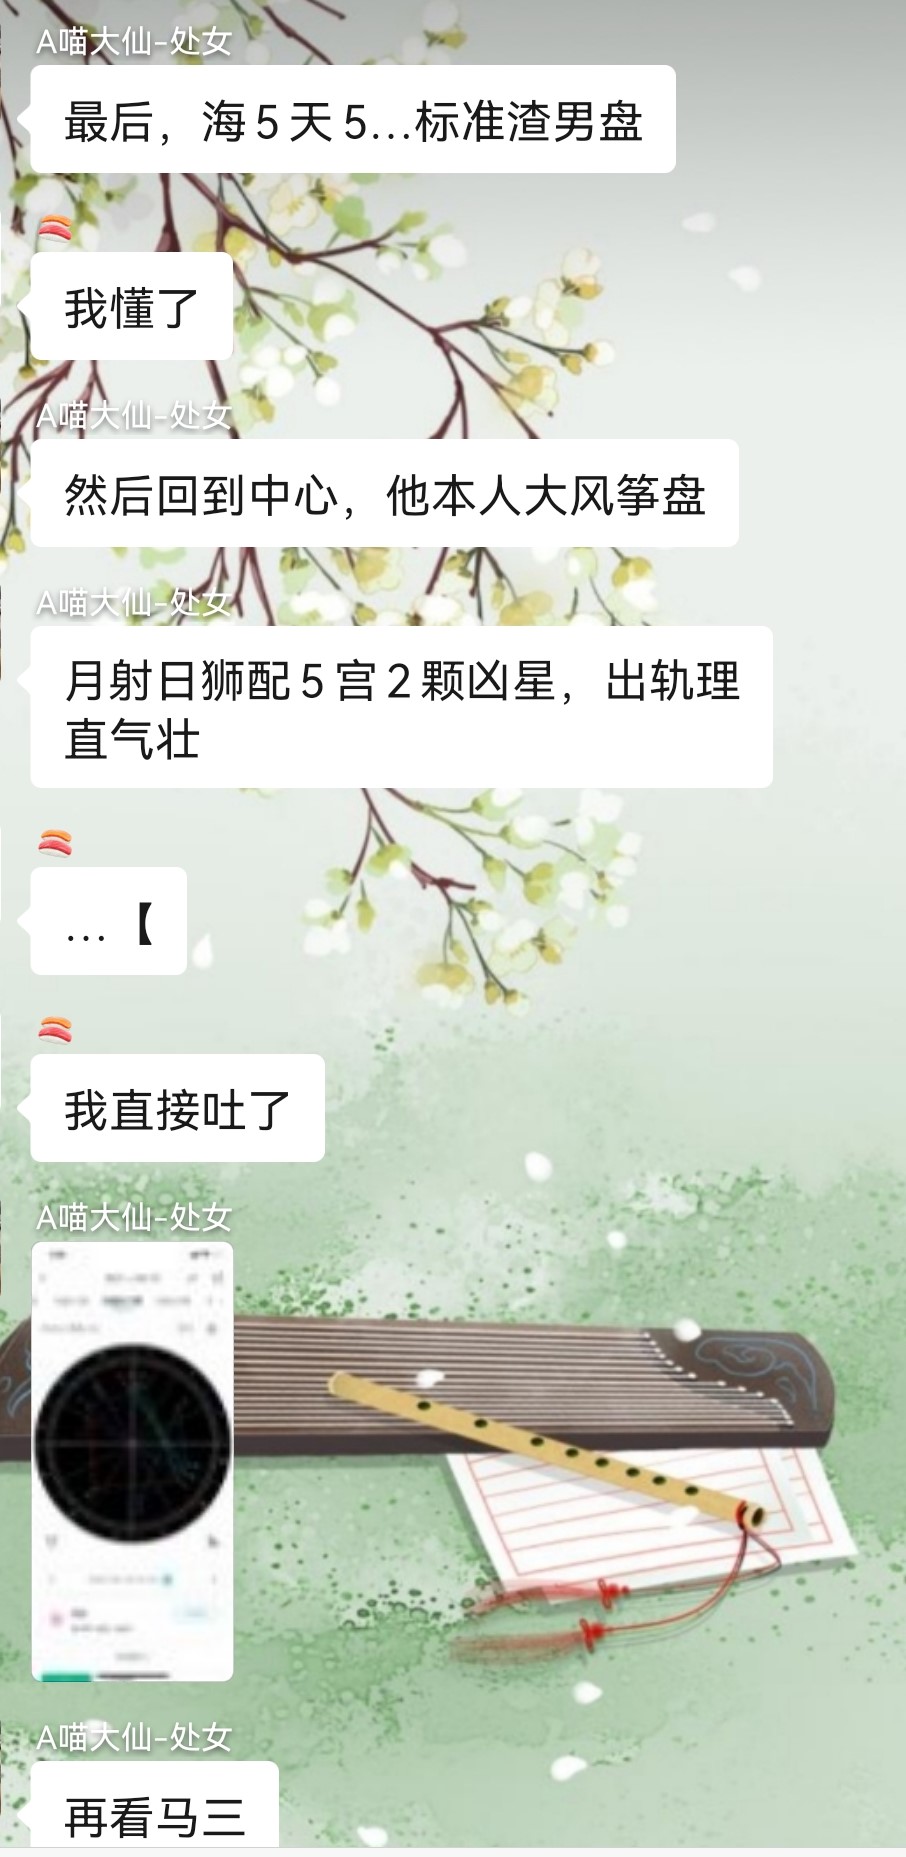 A喵大仙-处女
最后，海5天5...标准渣男盘
我懂了
A喵大仙-处女
然后回到中心，他本人大风筝盘
A喵大仙-处女
月射日狮配5宫2颗凶星，出轨理
直气壮
...【
我直接吐了
A喵大仙-处女
A喵大仙-处女
再看马三